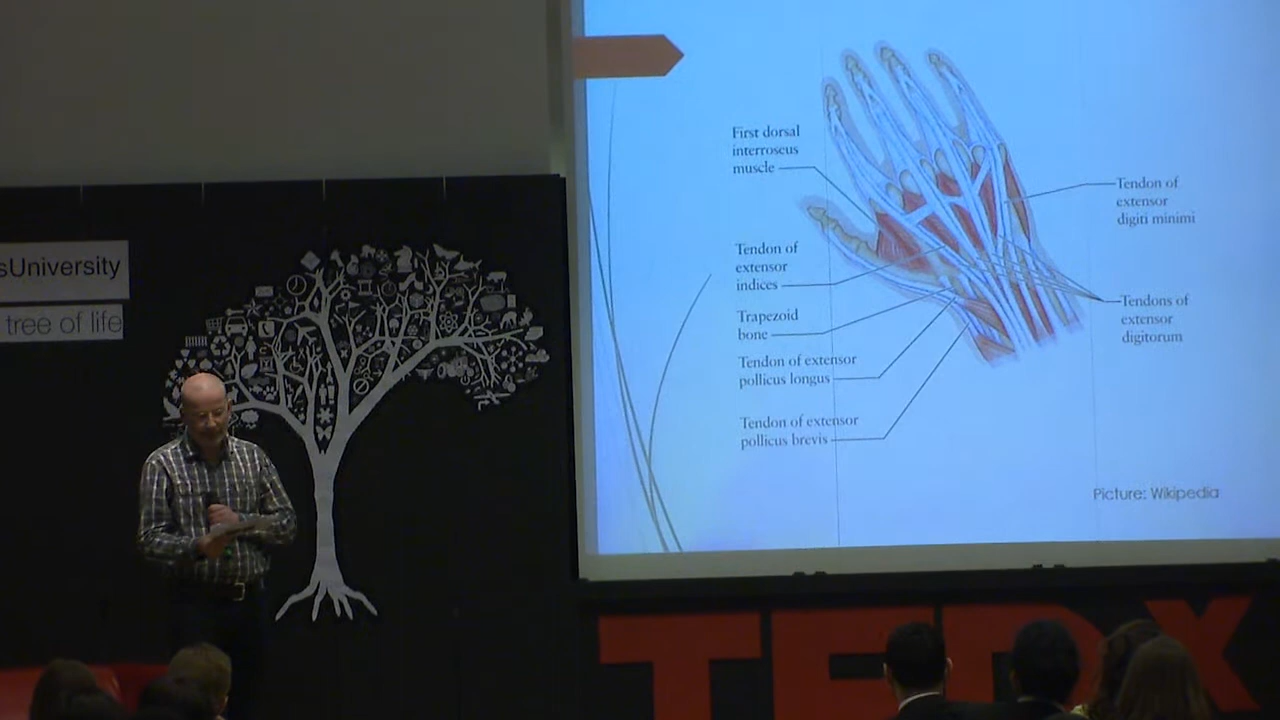 sUniversity
tree of life
First dorsal
interroseus
muscle
Tendon of
extensor
indices
Trapezoid
bone
Tendon of extensor
pollicus longus
Tendon of extensor
pollicus brevis
Tendon of
extensor
digiti minimi
Tendons of
extensor
digitorum
Picture: Wikipedia
TEDx